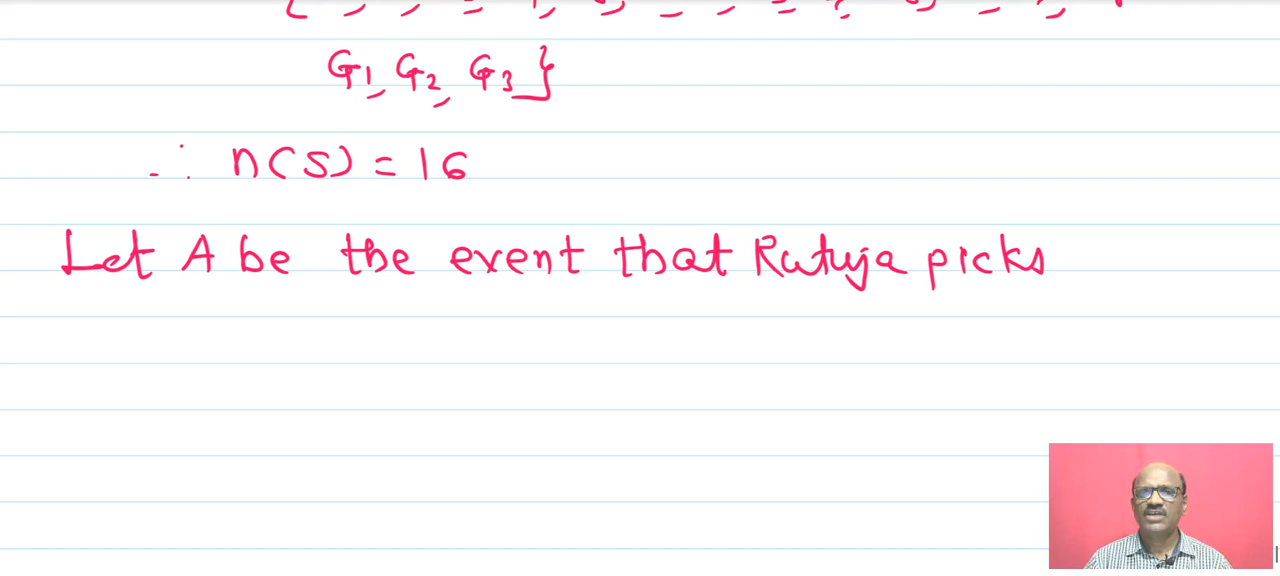 G1, G2, G3}
∴ n(S) = 16
Let A be the event that Rutuja picks